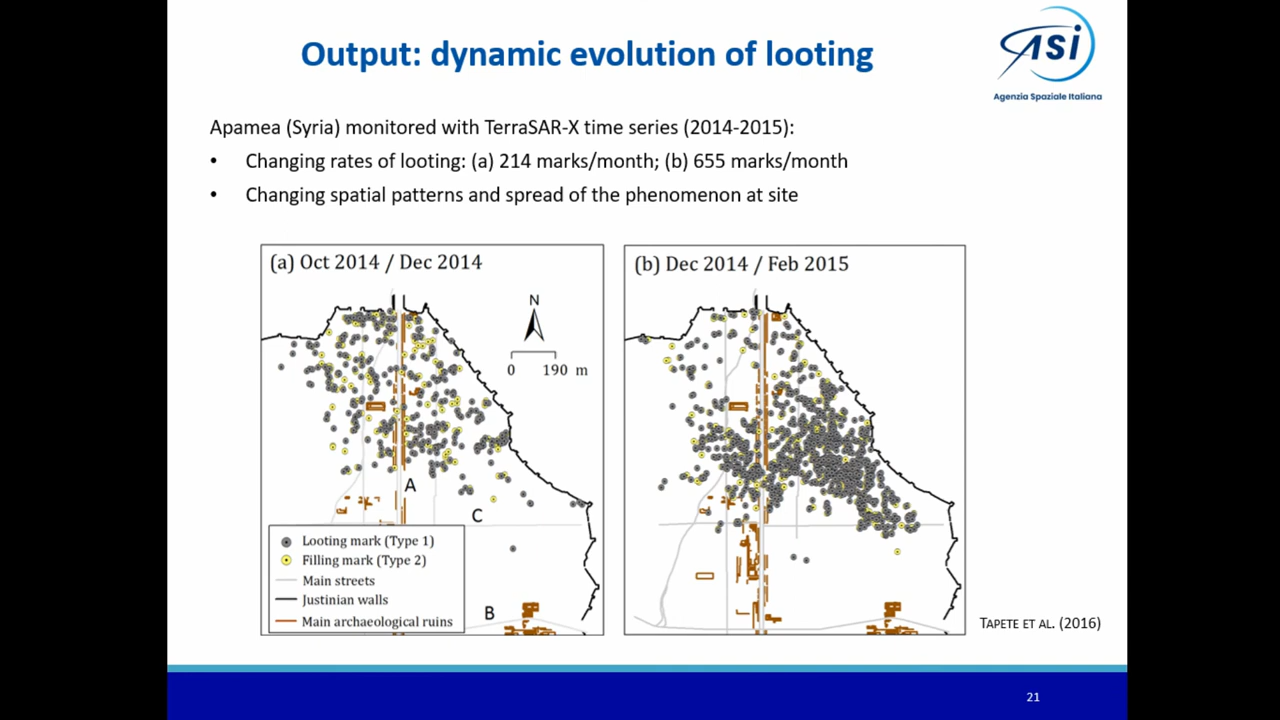 Output: dynamic evolution of looting
ASI
Agenzia Spaziale Italiana
Apamea (Syria) monitored with TerraSAR-X time series (2014-2015):
• Changing rates of looting: (a) 214 marks/month; (b) 655 marks/month
• Changing spatial patterns and spread of the phenomenon at site
(a) Oct 2014 / Dec 2014
N
0 190 m
A
C
B
Looting mark (Type 1)
Filling mark (Type 2)
Main streets
Justinian walls
Main archaeological ruins
(b) Dec 2014 / Feb 2015
TAPETE ET AL. (2016)
21